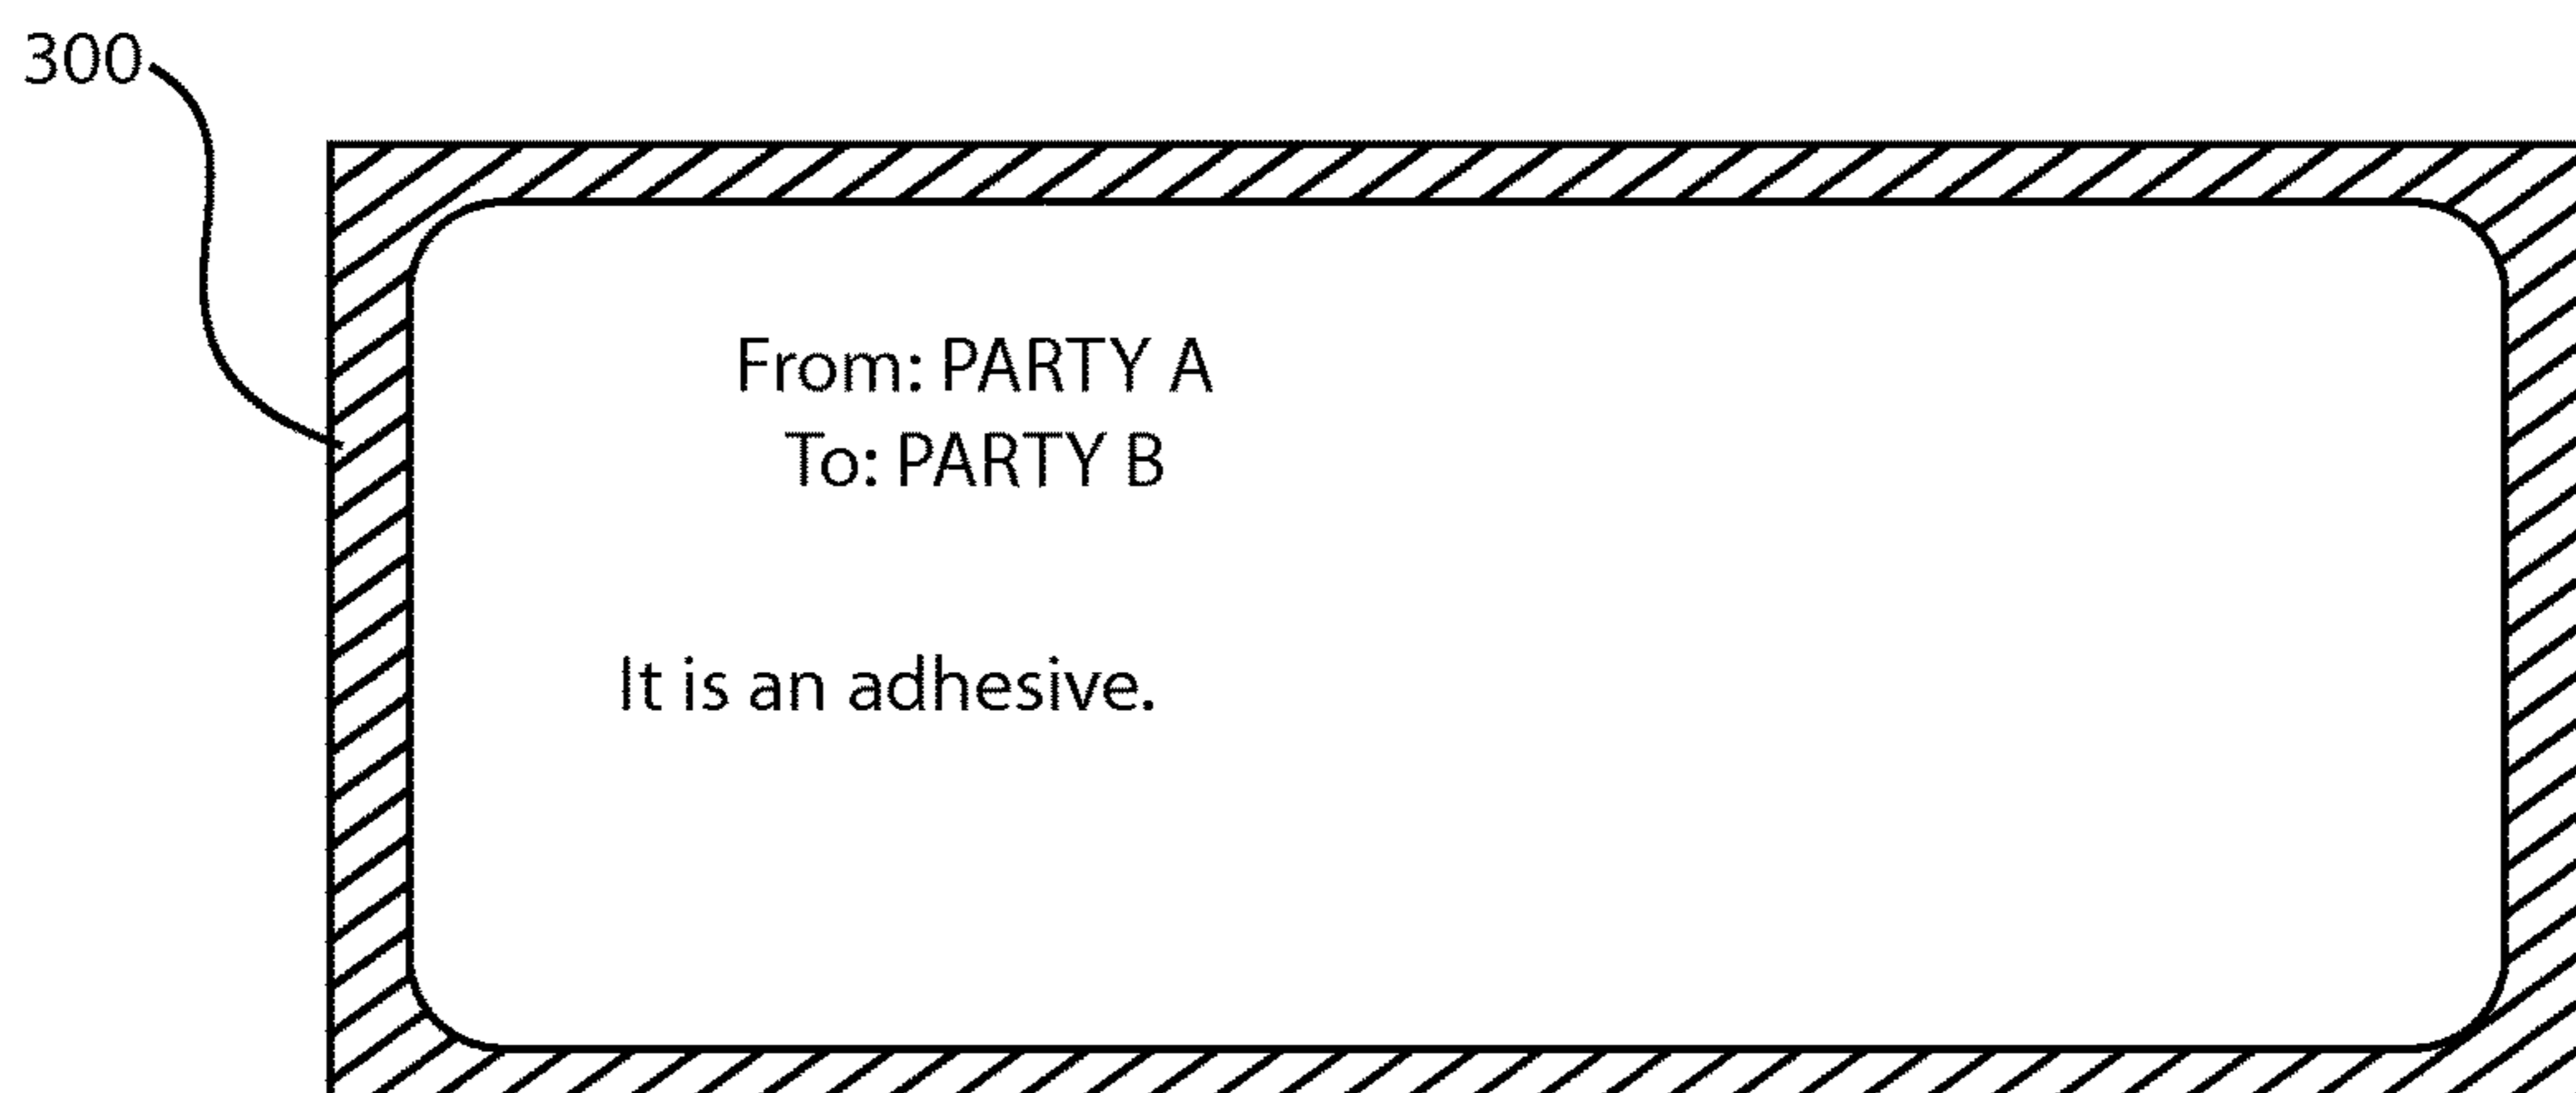 300
From: PARTY A
To: PARTY B
It is an adhesive.